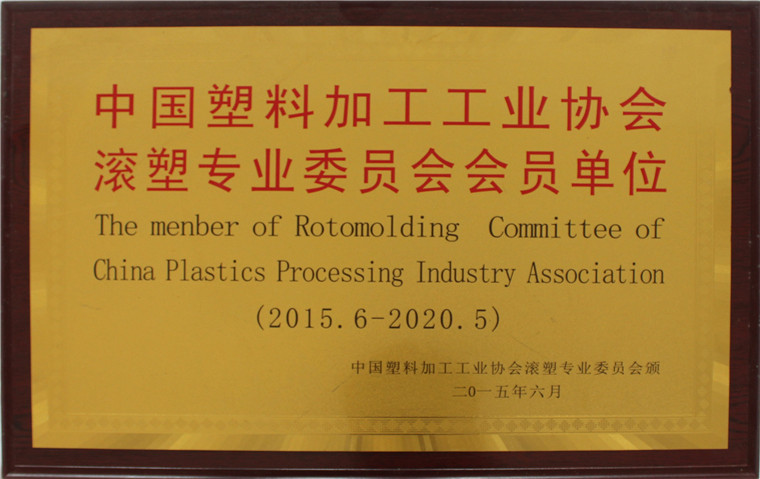 中国塑料加工工业协会
滚塑专业委员会会员单位
The menber of Rotomolding Committee of
China Plastics Processing Industry Association
(2015.6-2020.5)
中国塑料加工工业协会滚塑专业委员会颁
二0一五年六月